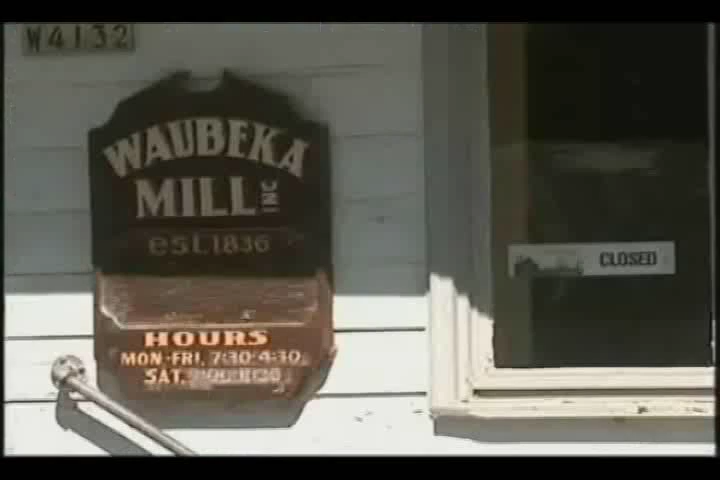 W4132
WAUBEKA
MILL INC
est 1836
HOURS
MON-FRI. 7:30-4:30
SAT.
CLOSED